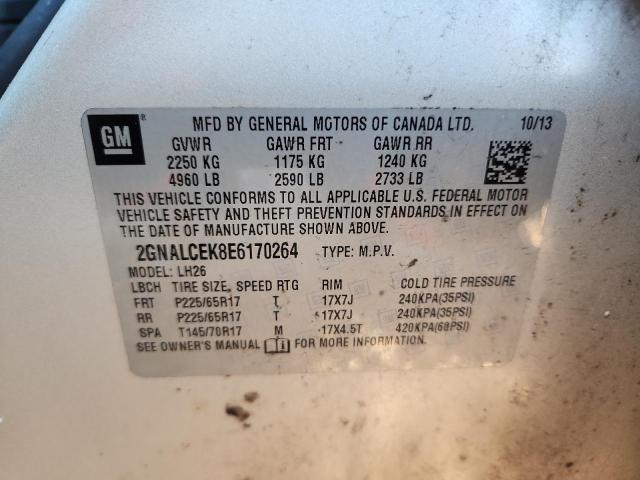 GM ® MFD BY GENERAL MOTORS OF CANADA LTD. 10/13
GVWR GAWR FRT GAWR RR
2250 KG 1175 KG 1240 KG
4960 LB 2590 LB 2733 LB
THIS VEHICLE CONFORMS TO ALL APPLICABLE U.S. FEDERAL MOTOR
VEHICLE SAFETY AND THEFT PREVENTION STANDARDS IN EFFECT ON
THE DATE OF MANUFACTURE SHOWN ABOVE.
2GNALCEK8E6170264 TYPE: M.P.V.
MODEL: LH26
LBCH TIRE SIZE, SPEED RTG RIM COLD TIRE PRESSURE
FRT P225/65R17 T 17X7J 240KPA(35PSI)
RR P225/65R17 T 17X7J 240KPA(35PSI)
SPA T145/70R17 M 17X4.5T 420KPA(60PSI)
SEE OWNER'S MANUAL FOR MORE INFORMATION.